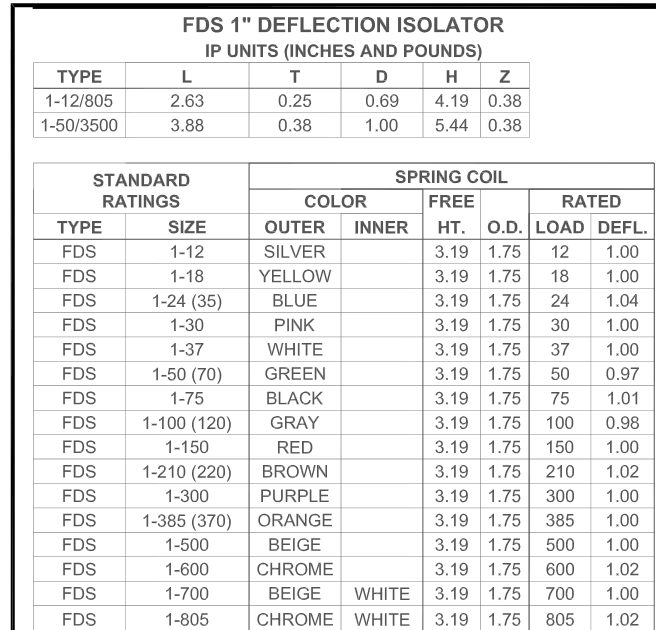 FDS 1" DEFLECTION ISOLATOR
IP UNITS (INCHES AND POUNDS)
TYPE L T D H Z
1-12/805 2.63 0.25 0.69 4.19 0.38
1-50/3500 3.88 0.38 1.00 5.44 0.38
STANDARD SPRING COIL
RATINGS COLOR FREE RATED
TYPE SIZE OUTER INNER HT. O.D. LOAD DEFL.
FDS 1-12 SILVER 3.19 1.75 12 1.00
FDS 1-18 YELLOW 3.19 1.75 18 1.00
FDS 1-24 (35) BLUE 3.19 1.75 24 1.04
FDS 1-30 PINK 3.19 1.75 30 1.00
FDS 1-37 WHITE 3.19 1.75 37 1.00
FDS 1-50 (70) GREEN 3.19 1.75 50 0.97
FDS 1-75 BLACK 3.19 1.75 75 1.01
FDS 1-100 (120) GRAY 3.19 1.75 100 0.98
FDS 1-150 RED 3.19 1.75 150 1.00
FDS 1-210 (220) BROWN 3.19 1.75 210 1.02
FDS 1-300 PURPLE 3.19 1.75 300 1.00
FDS 1-385 (370) ORANGE 3.19 1.75 385 1.00
FDS 1-500 BEIGE 3.19 1.75 500 1.00
FDS 1-600 CHROME 3.19 1.75 600 1.02
FDS 1-700 BEIGE WHITE 3.19 1.75 700 1.00
FDS 1-805 CHROME WHITE 3.19 1.75 805 1.02